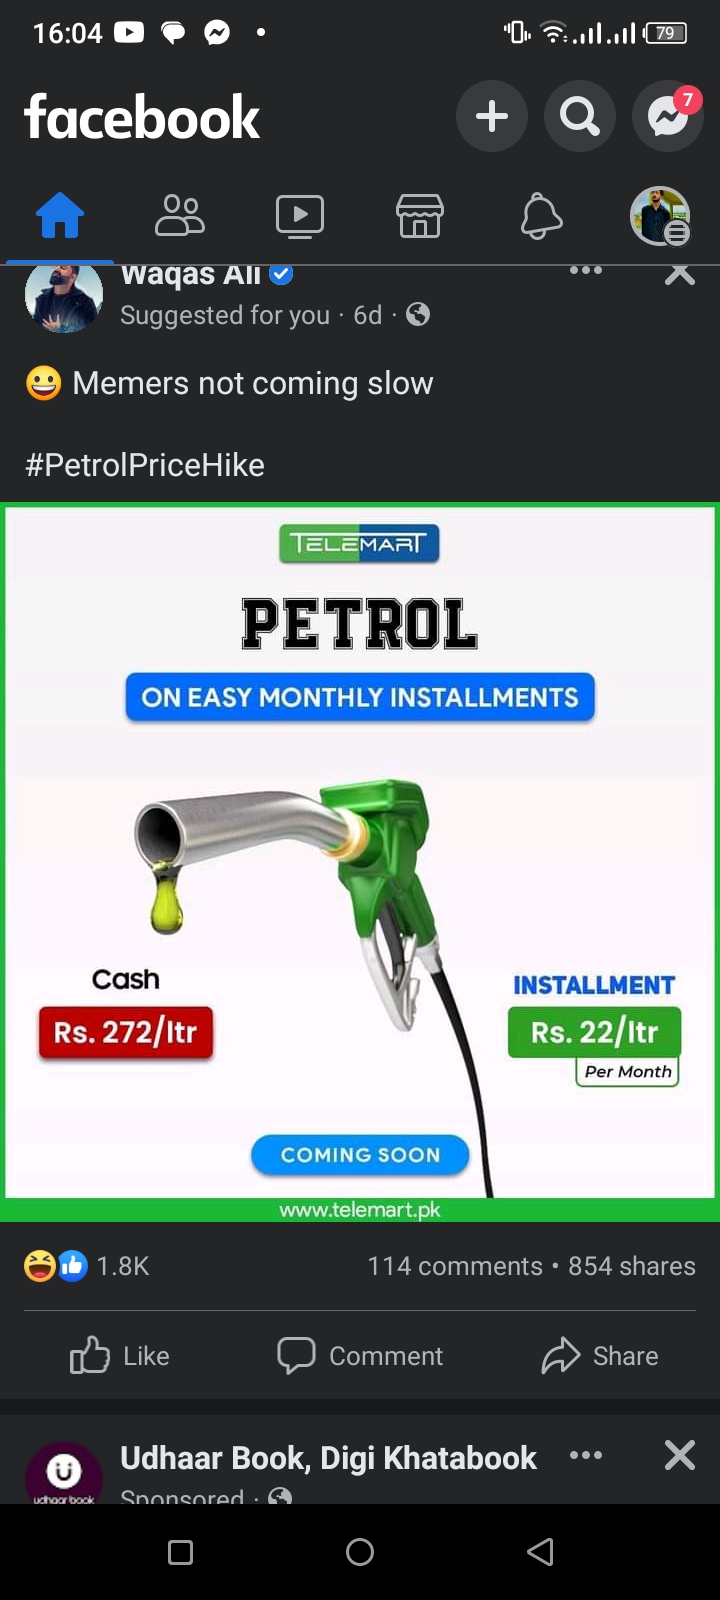 16:04
79
facebook
7
Waqas Ali
Suggested for you · 6d ·
😀 Memers not coming slow
#PetrolPriceHike
TELEMART
PETROL
ON EASY MONTHLY INSTALLMENTS
Cash
Rs. 272/ltr
INSTALLMENT
Rs. 22/ltr
Per Month
COMING SOON
www.telemart.pk
1.8K
114 comments • 854 shares
Like
Comment
Share
Udhaar Book, Digi Khatabook
udhaar book
Sponsored ·